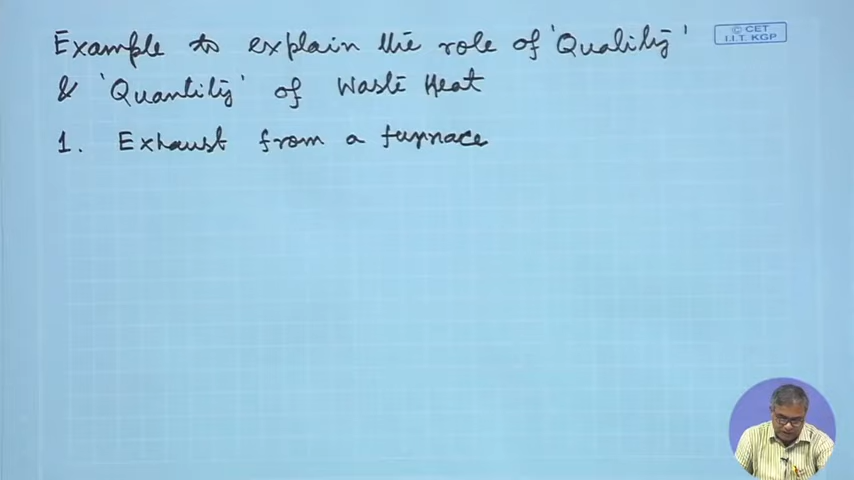 Example to explain the role of 'Quality'
© CET
I.I.T. KGP
& 'Quantity' of Waste Heat
1. Exhaust from a furnace